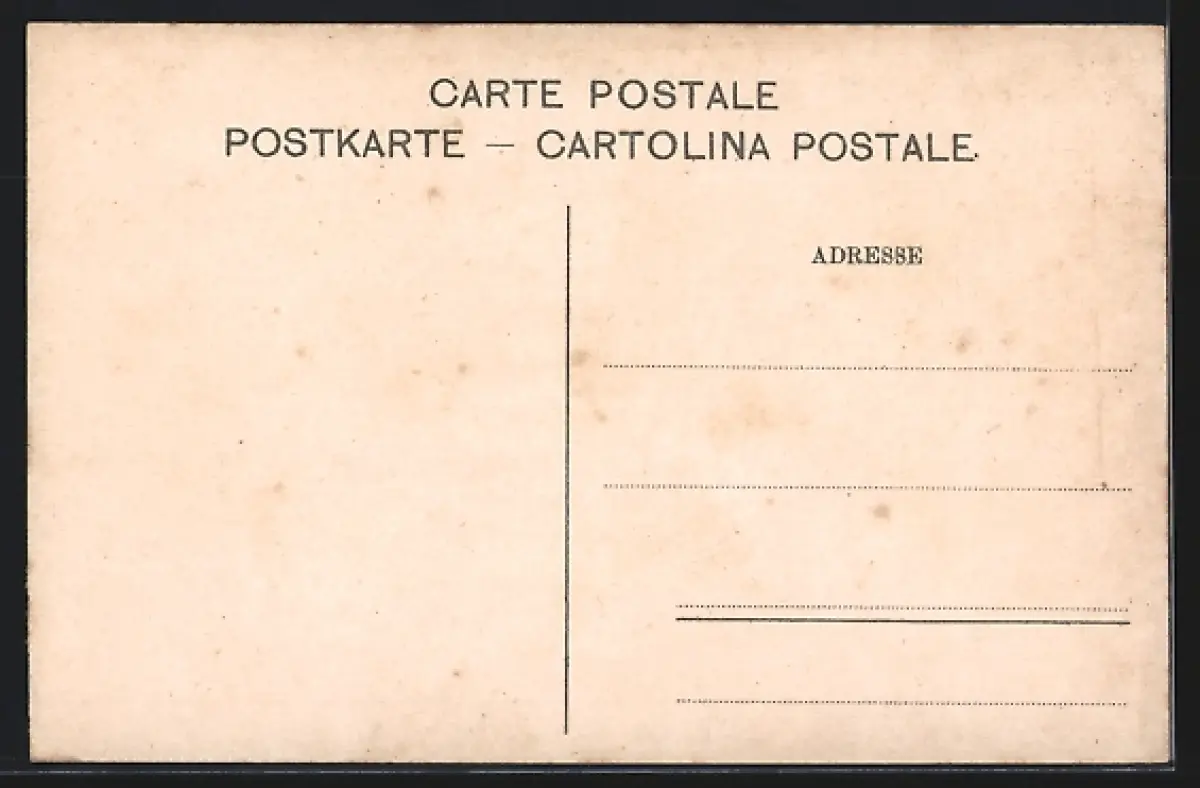 CARTE POSTALE
POSTKARTE — CARTOLINA POSTALE.
ADRESSE